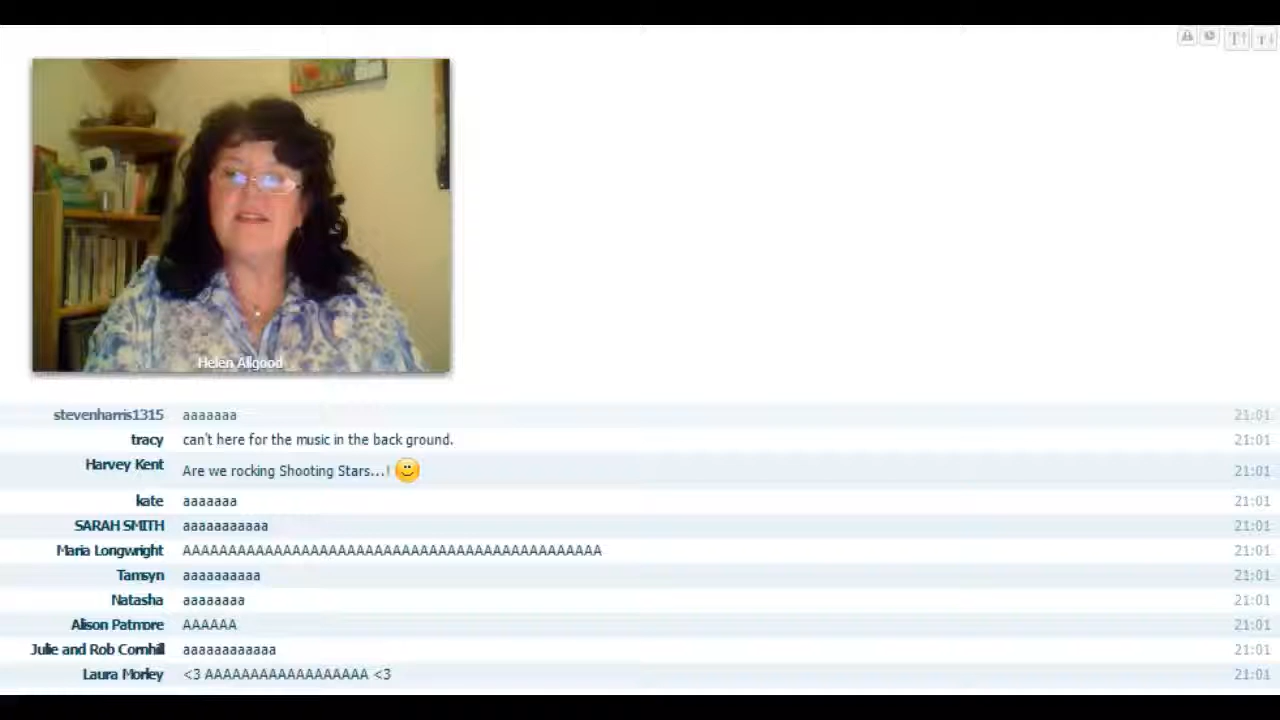 T↑ T↓
Helen Allgood
stevenharris1315 aaaaaaa 21:01
tracy can't here for the music in the back ground. 21:01
Harvey Kent Are we rocking Shooting Stars...! 21:01
kate aaaaaaa 21:01
SARAH SMITH aaaaaaaaaaa 21:01
Maria Longwright AAAAAAAAAAAAAAAAAAAAAAAAAAAAAAAAAAAAAAAAAAAAAA 21:01
Tamsyn aaaaaaaaaa 21:01
Natasha aaaaaaaa 21:01
Alison Patmore AAAAAA 21:01
Julie and Rob Cornhill aaaaaaaaaaaa 21:01
Laura Morley <3 AAAAAAAAAAAAAAAAAA <3 21:01